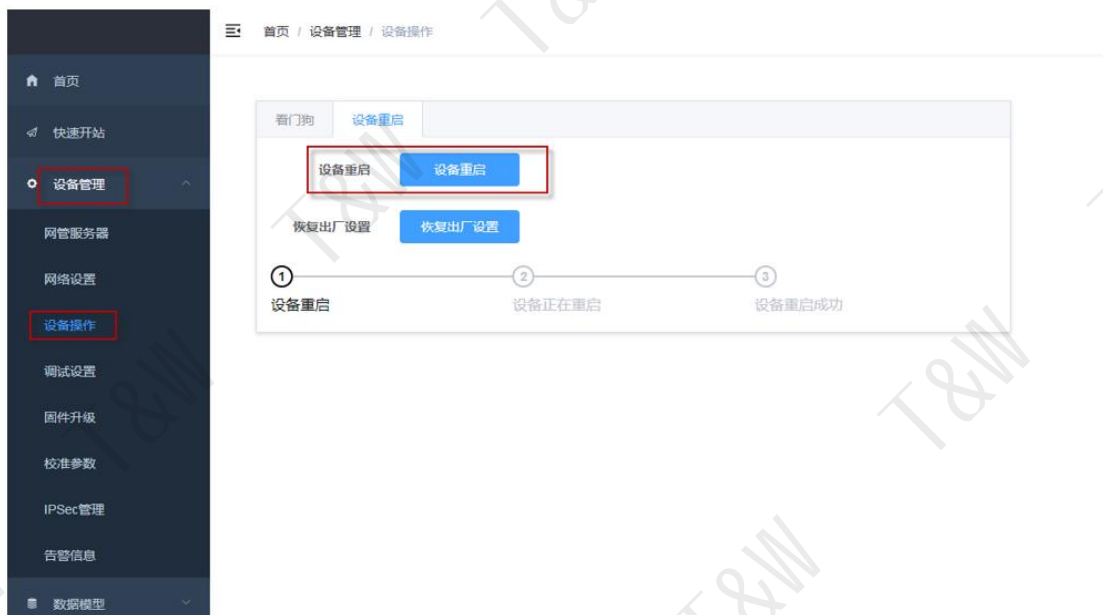 首页 / 设备管理 / 设备操作
首页
快速开站
设备管理
网管服务器
网络设置
设备操作
调试设置
固件升级
校准参数
IPSec管理
告警信息
数据模型
看门狗 设备重启
设备重启 设备重启
恢复出厂设置 恢复出厂设置
1 2 3
设备重启 设备正在重启 设备重启成功
T&W
T&W
T&W
T&W
T&W